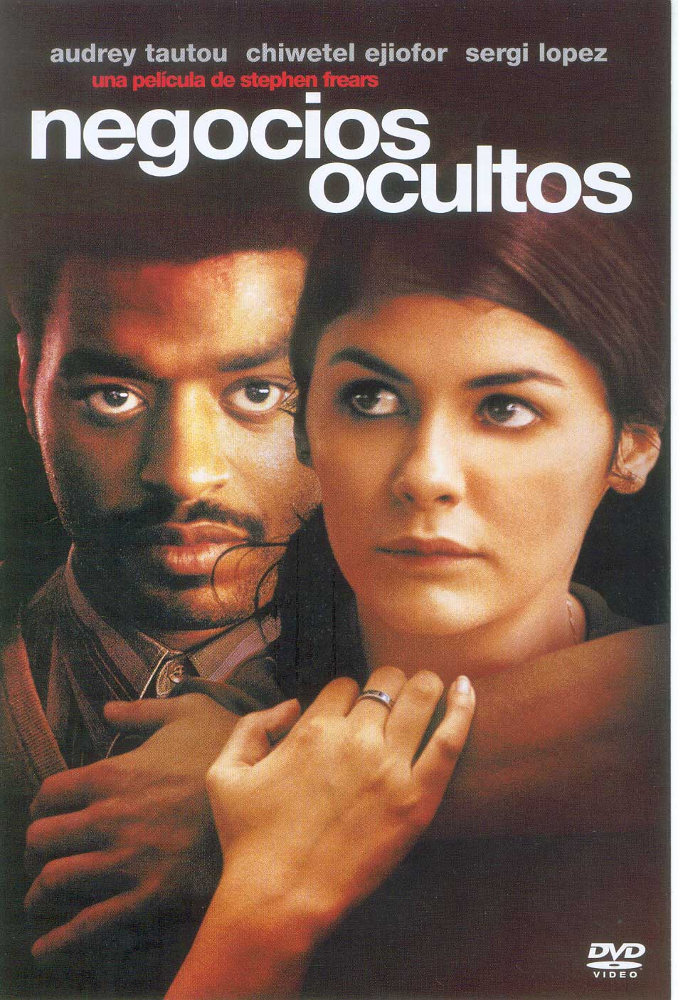 audrey tautou chiwetel ejiofor sergi lopez
una película de stephen frears
negocios
ocultos
DVD
VIDEO